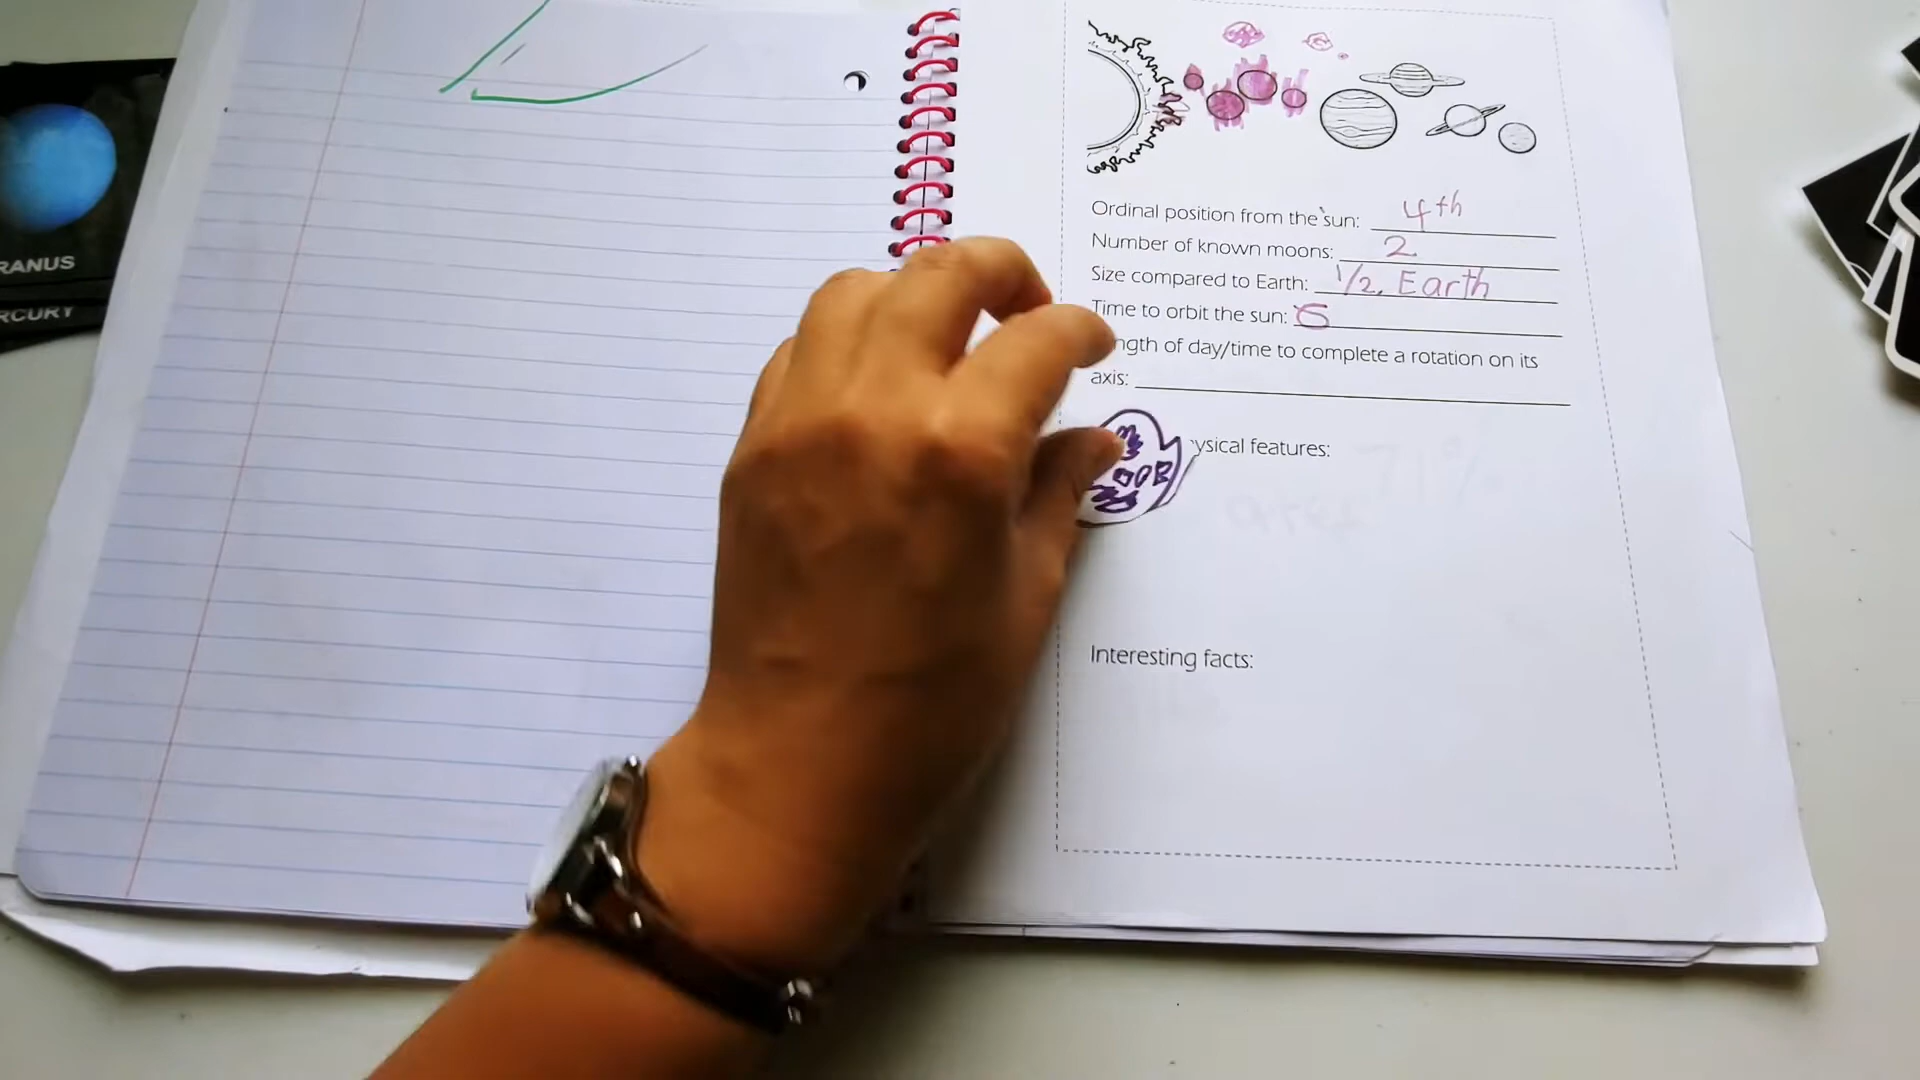 RANUS
RCURY
Ordinal position from the sun: 4th
Number of known moons: 2
Size compared to Earth: 1/2 Earth
Time to orbit the sun:
ngth of day/time to complete a rotation on its
axis:
ysical features:
Interesting facts: